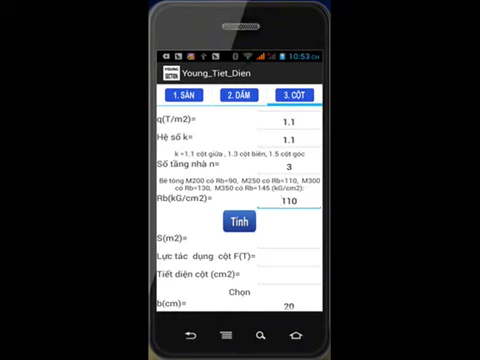 10:53 CH
YOUNG
SECTION
Young_Tiet_Dien
1. SÀN
2. DẦM
3. CỘT
q(T/m2)=
1.1
Hệ số k=
1.1
k =1.1 cột giữa , 1.3 cột biên, 1.5 cột góc
Số tầng nhà n=
3
Bê tông M200 có Rb=90, M250 có Rb=110, M300
có Rb=130, M350 có Rb=145 (kG/cm2):
Rb(kG/cm2)=
110
Tính
S(m2)=
Lực tác dụng cột F(T)=
Tiết diện cột (cm2)=
Chọn
b(cm)=
20